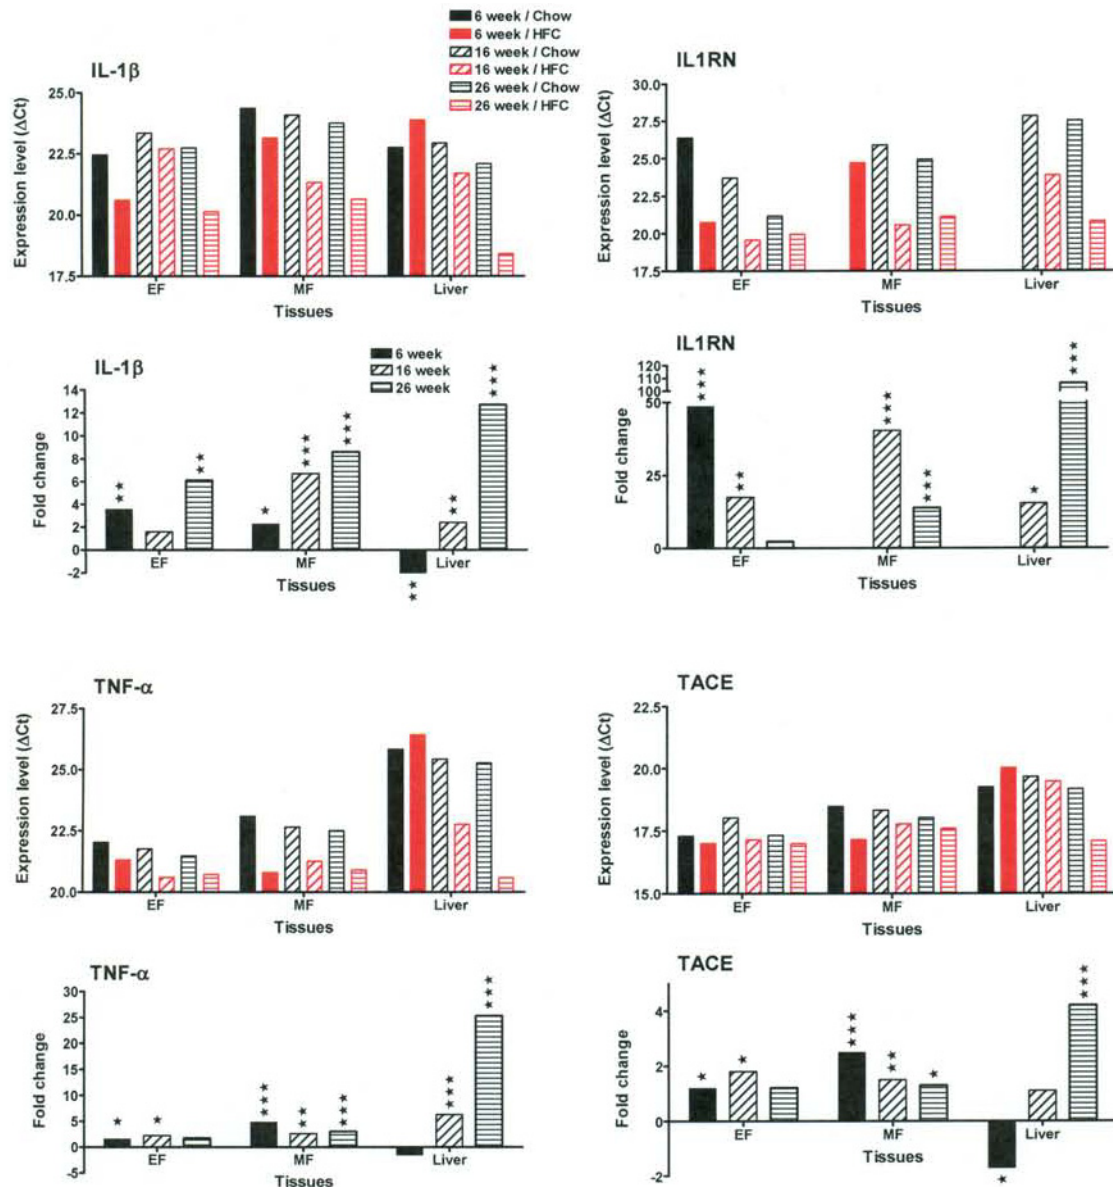 6 week / Chow
6 week / HFC
16 week / Chow
16 week / HFC
26 week / Chow
26 week / HFC
IL-1β
Expression level (ΔCt)
25.0
22.5
20.0
17.5
EF
MF
Liver
Tissues
IL1RN
Expression level (ΔCt)
30.0
27.5
25.0
22.5
20.0
17.5
EF
MF
Liver
Tissues
IL-1β
6 week
16 week
26 week
Fold change
14
12
10
8
6
4
2
0
-2
★★
★★
★
★★★
★★★
★★
★★
★★★
EF
MF
Liver
Tissues
IL1RN
Fold change
120
110
100
90
50
25
0
★★★
★★
★★★
★★★
★
★★★
EF
MF
Liver
Tissues
TNF-α
Expression level (ΔCt)
27.5
25.0
22.5
20.0
EF
MF
Liver
Tissues
TACE
Expression level (ΔCt)
22.5
20.0
17.5
15.0
EF
MF
Liver
Tissues
TNF-α
Fold change
30
25
20
15
10
5
0
-5
★
★
★★★
★★
★★★
★★★
★★★
EF
MF
Liver
Tissues
TACE
Fold change
4
2
0
-2
★
★
★★★
★★
★
★
★★★
EF
MF
Liver
Tissues